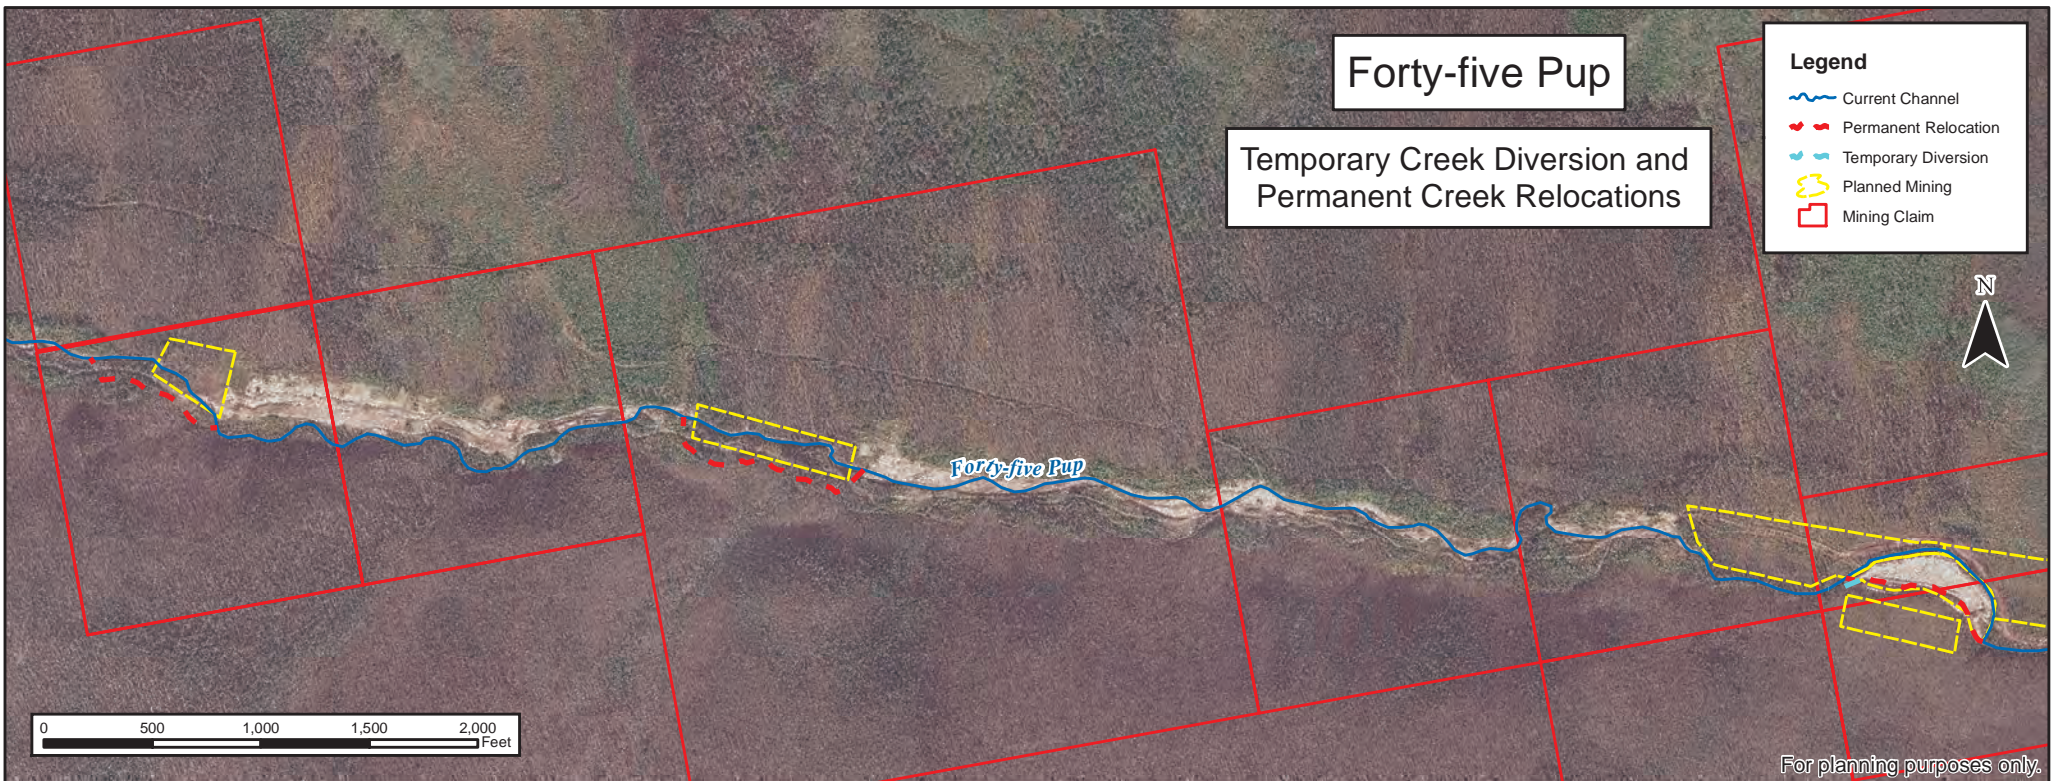 Forty-five Pup
Temporary Creek Diversion and
Permanent Creek Relocations
Legend
Current Channel
Permanent Relocation
Temporary Diversion
Planned Mining
Mining Claim
N
Forty-five Pup
0 500 1,000 1,500 2,000
Feet
For planning purposes only.